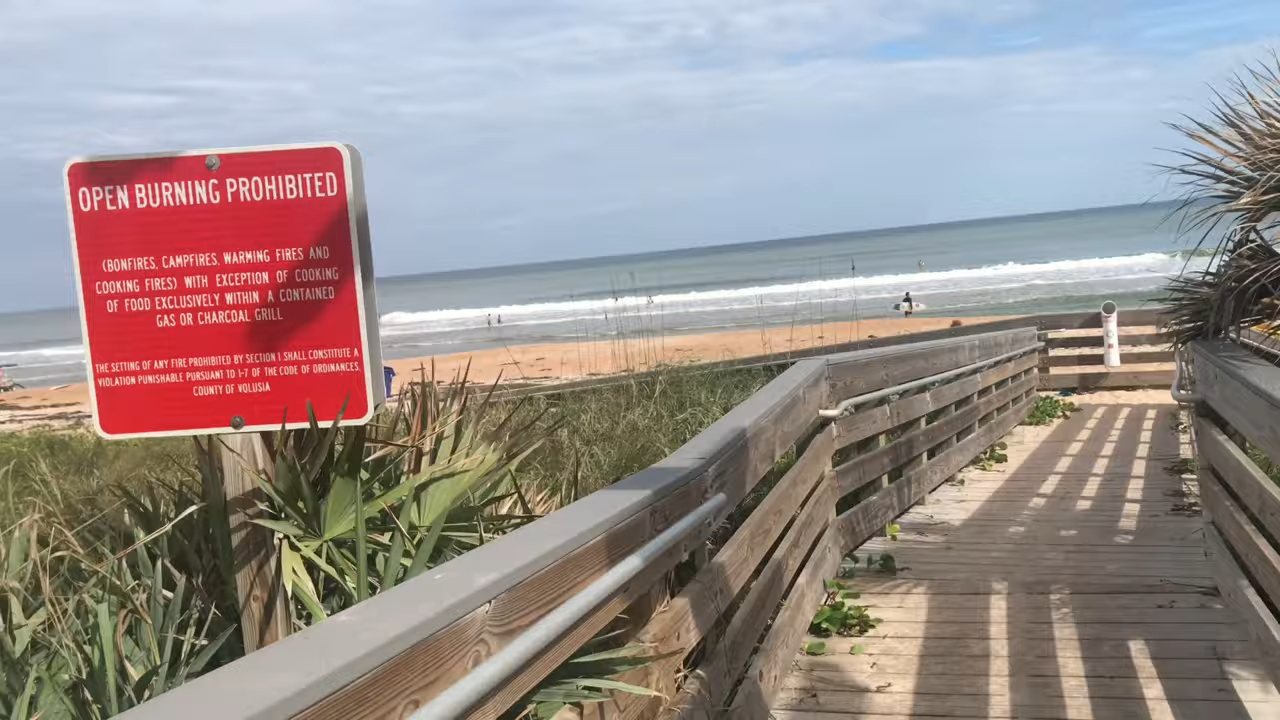 OPEN BURNING PROHIBITED
(BONFIRES, CAMPFIRES, WARMING FIRES AND
COOKING FIRES) WITH EXCEPTION OF COOKING
OF FOOD EXCLUSIVELY WITHIN A CONTAINED
GAS OR CHARCOAL GRILL
THE SETTING OF ANY FIRE PROHIBITED BY SECTION 1 SHALL CONSTITUTE A
VIOLATION PUNISHABLE PURSUANT TO 1-7 OF THE CODE OF ORDINANCES,
COUNTY OF VOLUSIA